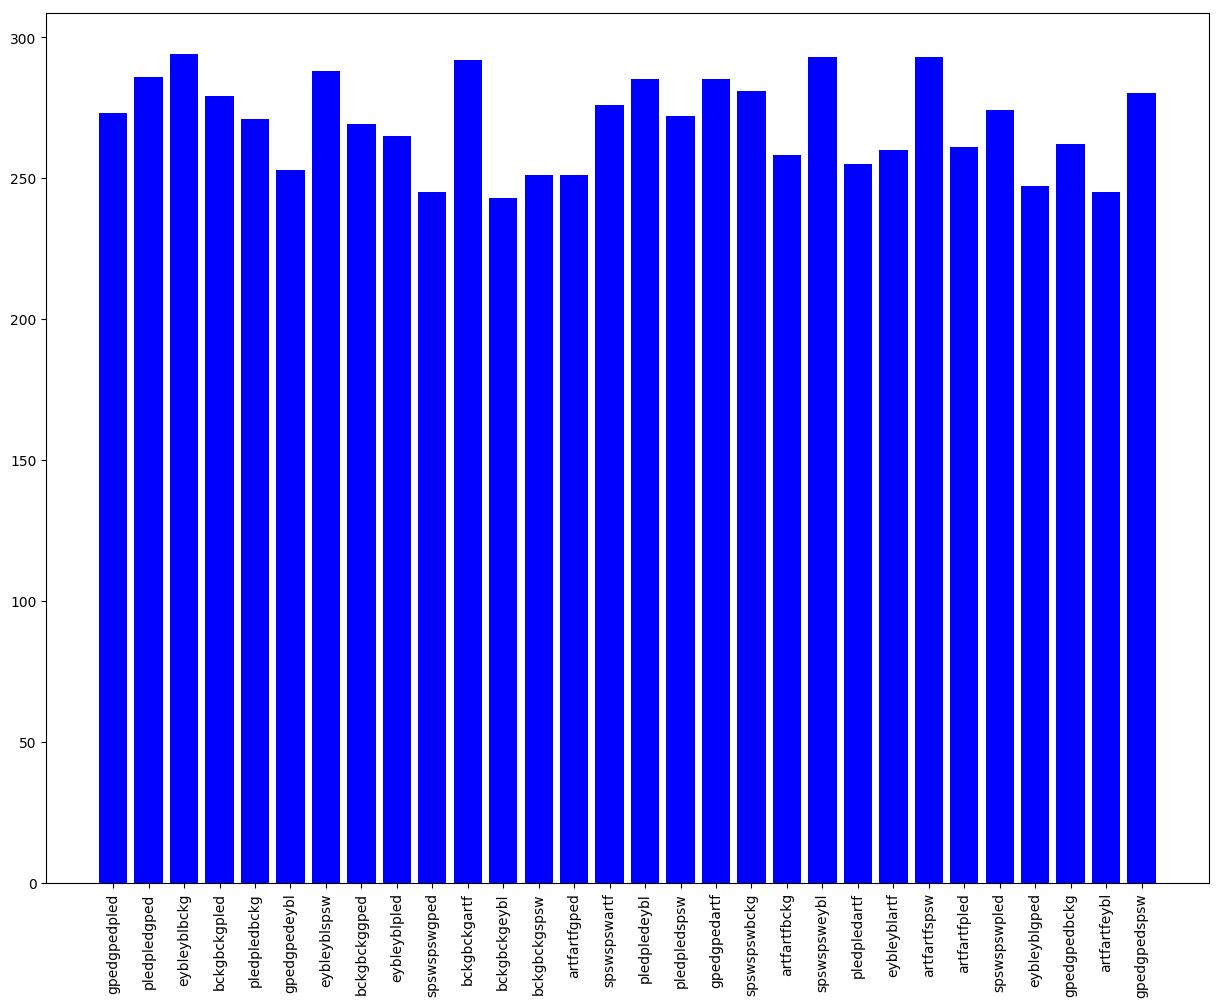 300
250
200
150
100
50
0
gpedgpedpled
pledpledgped
eybleyblbckg
bckgbckgpled
pledpledbckg
gpedgpedeybl
eybleyblspsw
bckgbckggped
eybleyblpled
spswspswgped
bckgbckgartf
bckgbckgeybl
bckgbckgspsw
artfartfgped
spswspswartf
pledpledeybl
pledpledspsw
gpedgpedartf
spswspswbckg
artfartfbckg
spswspsweybl
pledpledartf
eybleyblartf
artfartfspsw
artfartfpled
spswspswpled
eybleyblgped
gpedgpedbckg
artfartfeybl
gpedgpedspsw